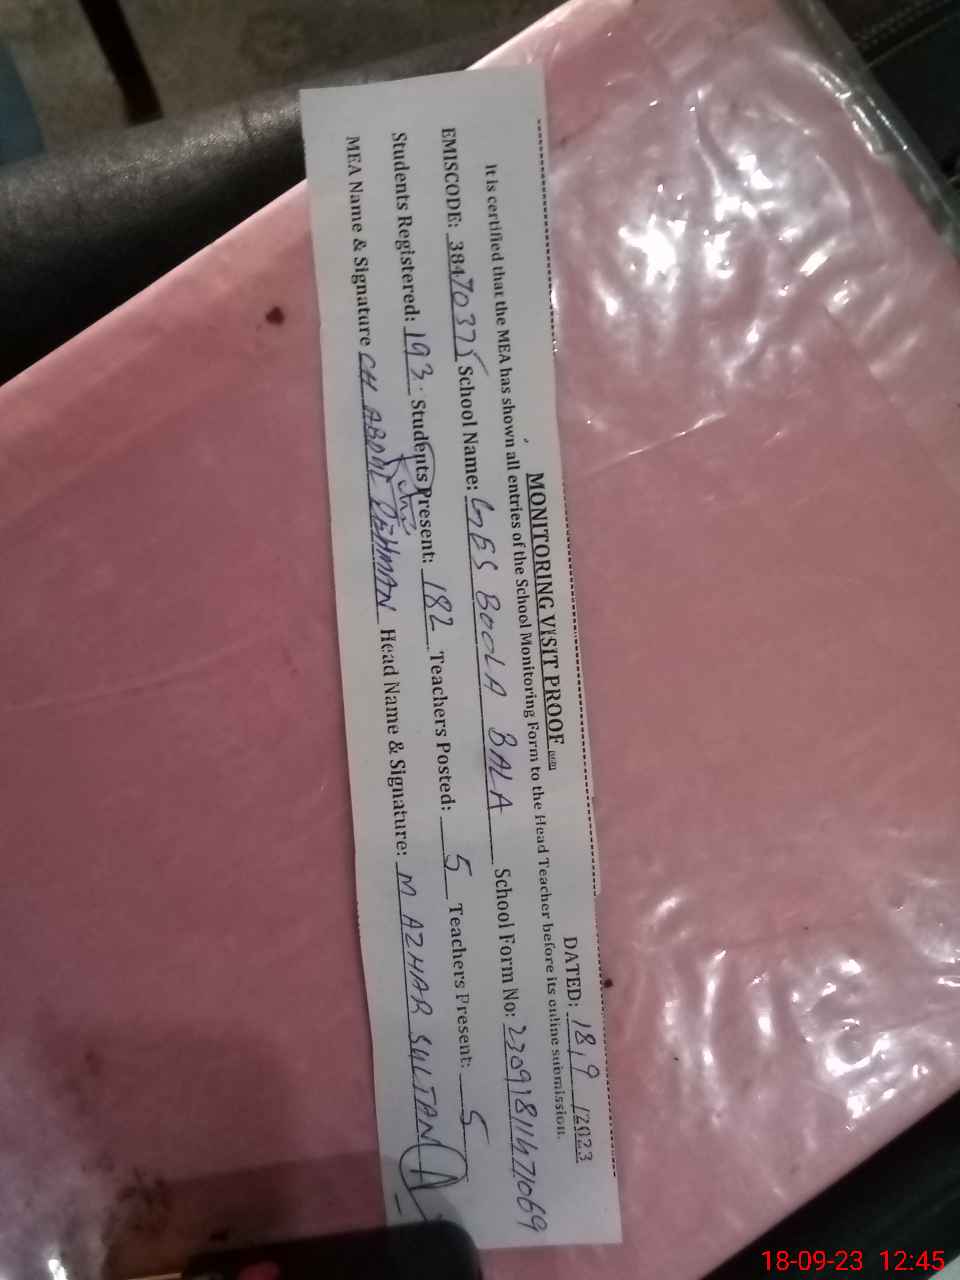 MONITORING VISIT PROOF
DATED: 18/9/2023
It is certified that the MEA has shown all entries of the School Monitoring Form to the Head Teacher before its online submission.
EMISCODE: 38470375 School Name: GES BOOLA BALA School Form No: 23091811471069
Students Registered: 193 Students Present: 182 Teachers Posted: 5 Teachers Present: 5
MEA Name & Signature CH ABDUL REHMAN Head Name & Signature: M AZHAR SULTAN
18-09-23 12:45